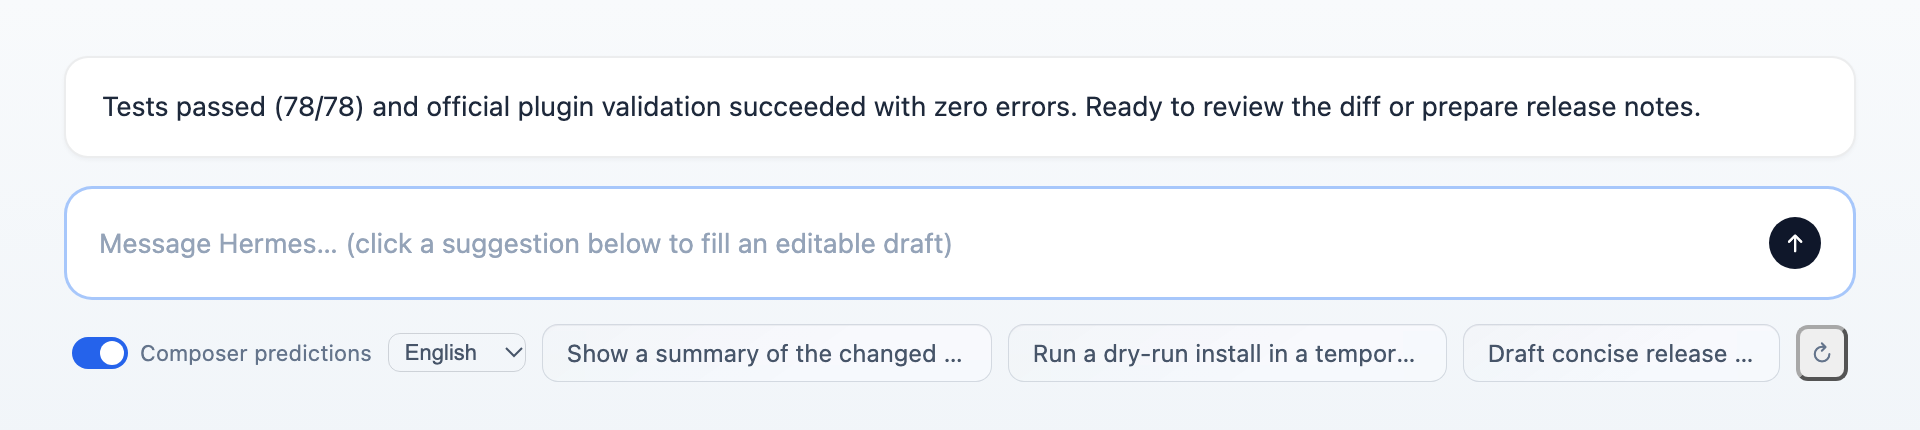 Tests passed (78/78) and official plugin validation succeeded with zero errors. Ready to review the diff or prepare release notes.
Message Hermes... (click a suggestion below to fill an editable draft)
Composer predictions English Show a summary of the changed ... Run a dry-run install in a tempor... Draft concise release ...